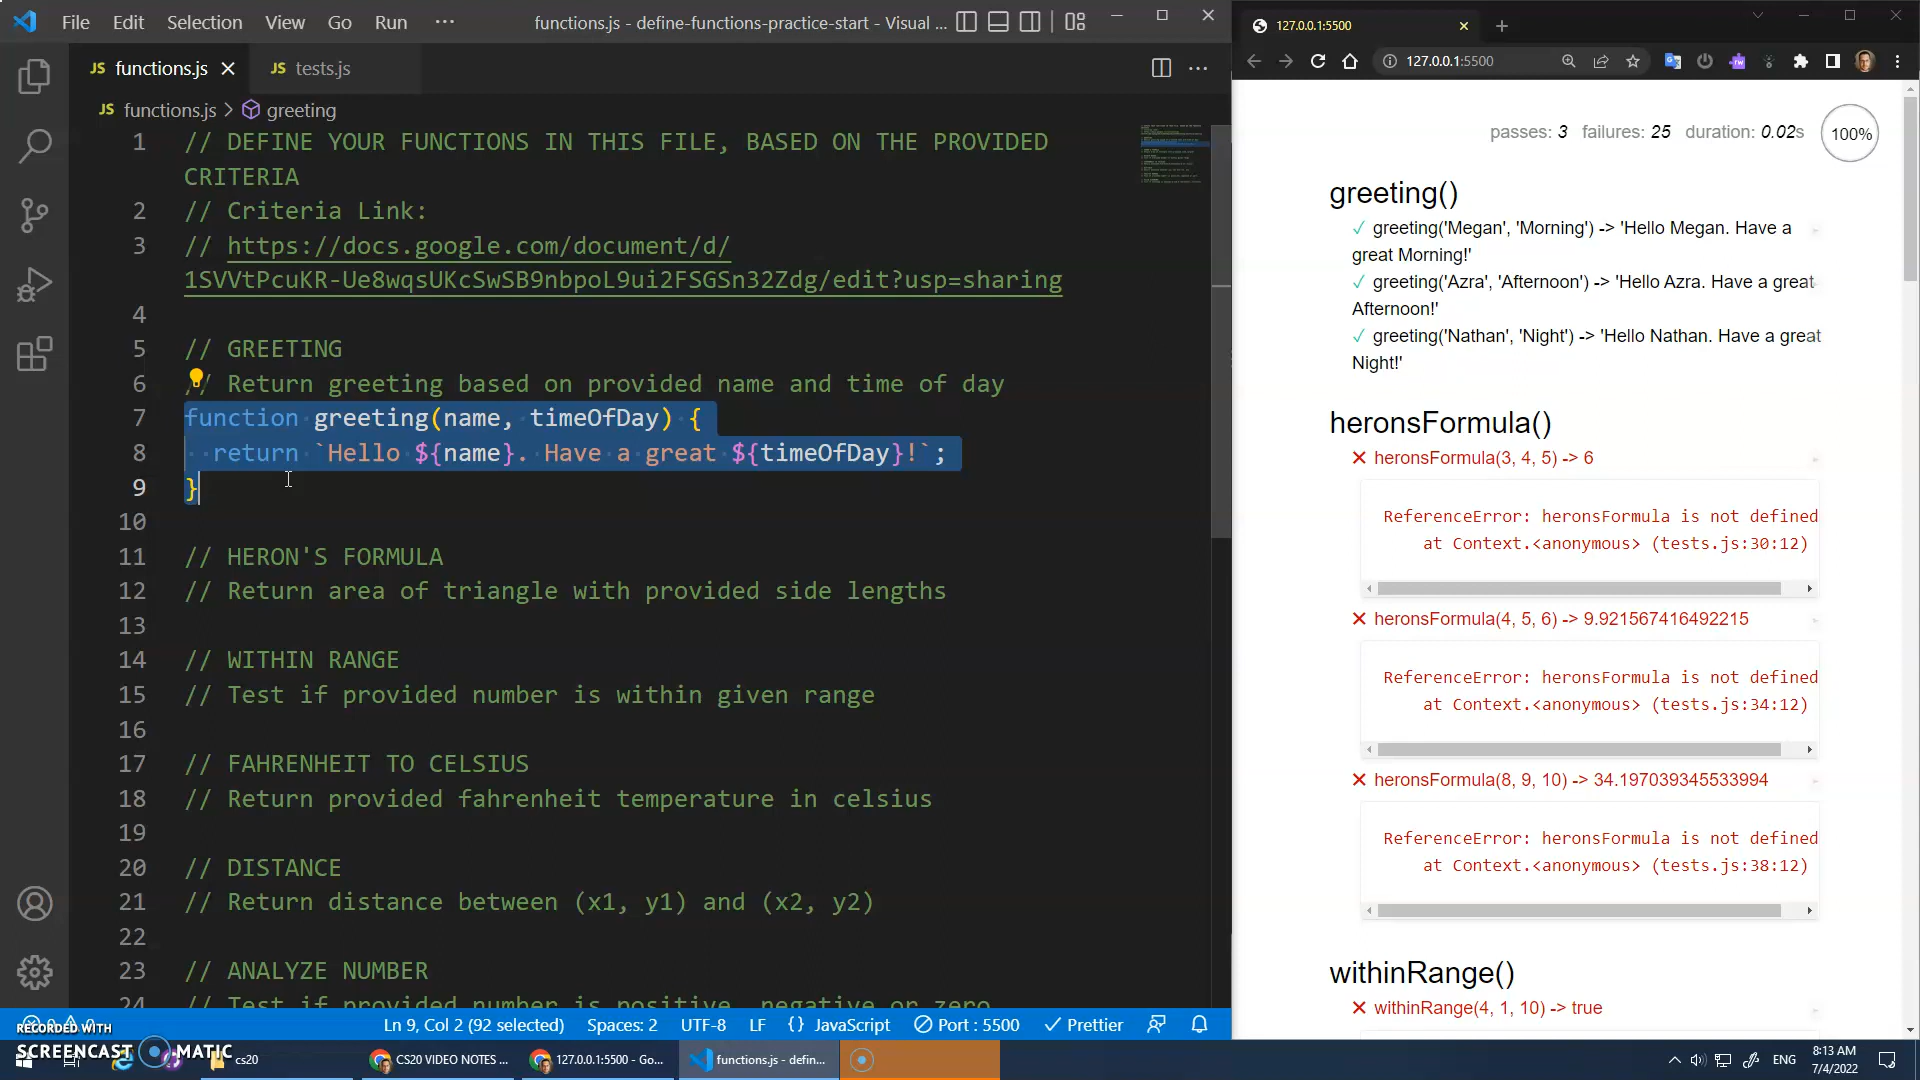 File Edit Selection View Go Run ··· functions.js - define-functions-practice-start - Visual ...
JS functions.js JS tests.js
JS functions.js > greeting
1 // DEFINE YOUR FUNCTIONS IN THIS FILE, BASED ON THE PROVIDED
CRITERIA
2 // Criteria Link:
3 // https://docs.google.com/document/d/
1SVVtPcuKR-Ue8wqsUKcSwSB9nbpoL9ui2FSGSn32Zdg/edit?usp=sharing
4
5 // GREETING
6 // Return greeting based on provided name and time of day
7 function greeting(name, timeOfDay) {
8 return `Hello ${name}. Have a great ${timeOfDay}!`;
9 }
10
11 // HERON'S FORMULA
12 // Return area of triangle with provided side lengths
13
14 // WITHIN RANGE
15 // Test if provided number is within given range
16
17 // FAHRENHEIT TO CELSIUS
18 // Return provided fahrenheit temperature in celsius
19
20 // DISTANCE
21 // Return distance between (x1, y1) and (x2, y2)
22
23 // ANALYZE NUMBER
24 // Test if provided number is positive, negative or zero
Ln 9, Col 2 (92 selected) Spaces: 2 UTF-8 LF {} JavaScript Port : 5500 Prettier
127.0.0.1:5500
127.0.0.1:5500
passes: 3 failures: 25 duration: 0.02s 100%
greeting()
✓ greeting('Megan', 'Morning') -> 'Hello Megan. Have a
great Morning!'
✓ greeting('Azra', 'Afternoon') -> 'Hello Azra. Have a great
Afternoon!'
✓ greeting('Nathan', 'Night') -> 'Hello Nathan. Have a great
Night!'
heronsFormula()
✕ heronsFormula(3, 4, 5) -> 6
ReferenceError: heronsFormula is not defined
at Context.<anonymous> (tests.js:30:12)
✕ heronsFormula(4, 5, 6) -> 9.921567416492215
ReferenceError: heronsFormula is not defined
at Context.<anonymous> (tests.js:34:12)
✕ heronsFormula(8, 9, 10) -> 34.197039345533994
ReferenceError: heronsFormula is not defined
at Context.<anonymous> (tests.js:38:12)
withinRange()
✕ withinRange(4, 1, 10) -> true
RECORDED WITH
SCREENCAST MATIC
cs20 CS20 VIDEO NOTES ... 127.0.0.1:5500 - Go... functions.js - defin...
ENG 8:13 AM
7/4/2022